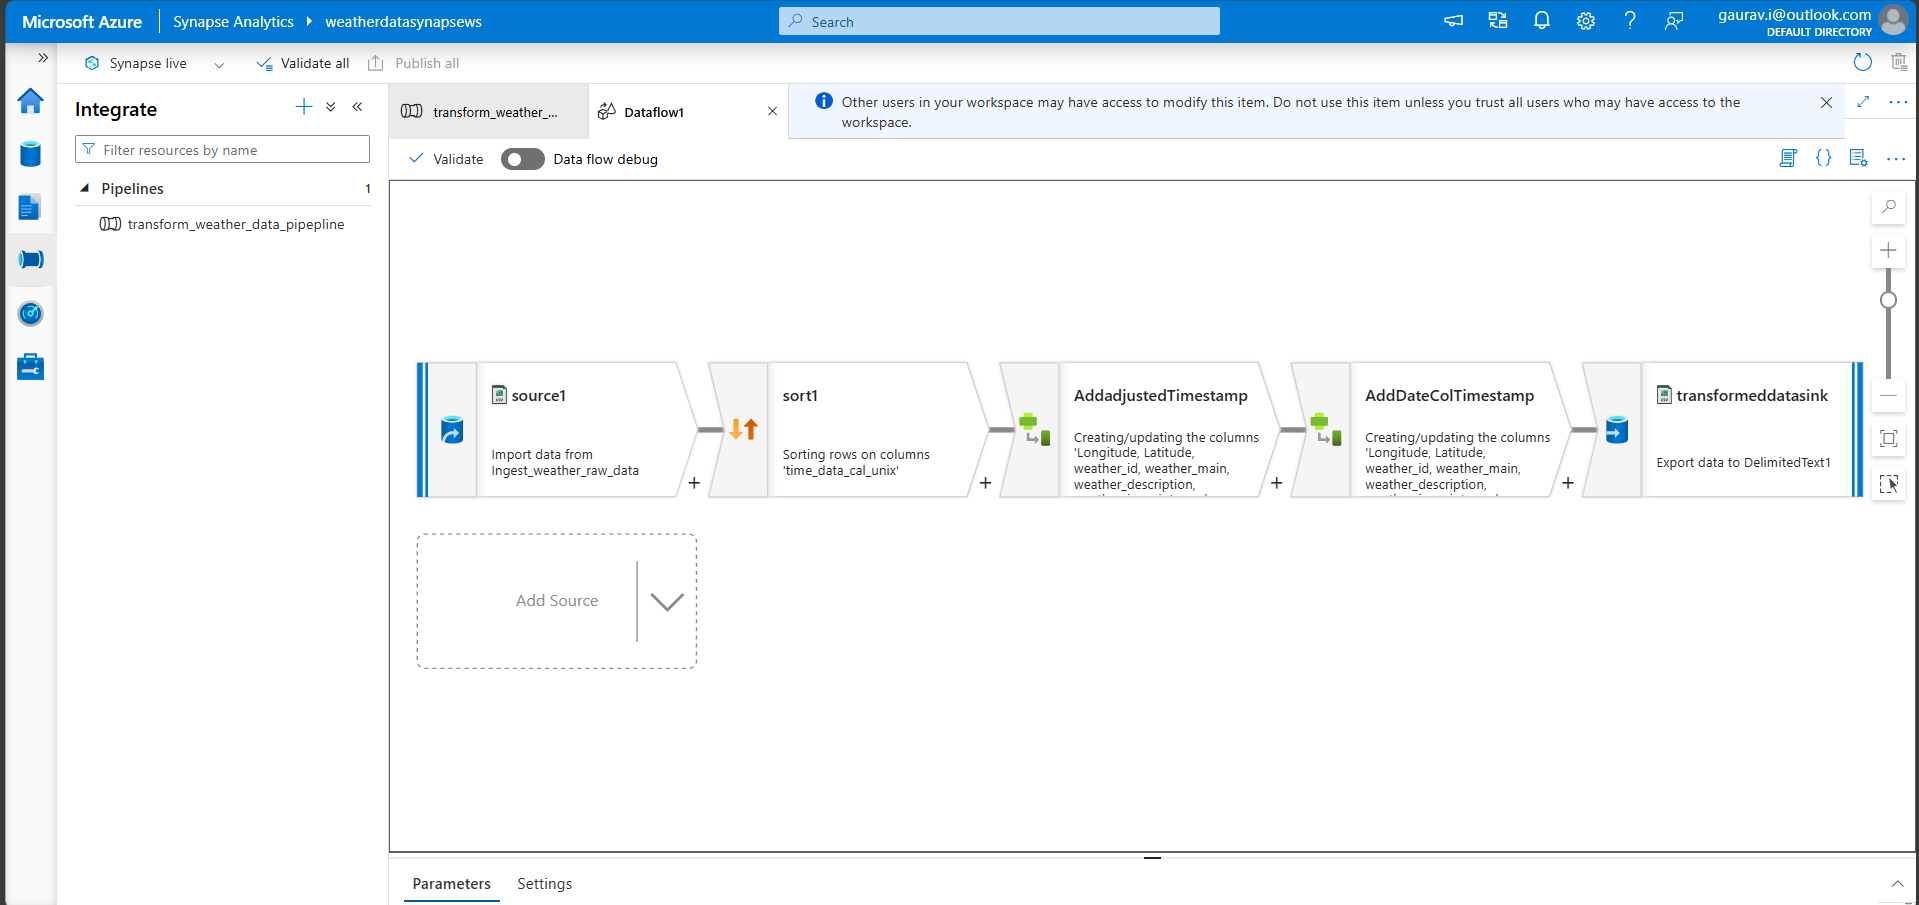 Microsoft Azure
Synapse Analytics
weatherdatasynapsews
Search
gaurav.i@outlook.com
DEFAULT DIRECTORY
Synapse live
Validate all
Publish all
Integrate
Filter resources by name
Pipelines
1
transform_weather_data_pipepline
transform_weather_...
Dataflow1
Other users in your workspace may have access to modify this item. Do not use this item unless you trust all users who may have access to the
workspace.
Validate
Data flow debug
source1
Import data from
Ingest_weather_raw_data
sort1
Sorting rows on columns
'time_data_cal_unix'
AddadjustedTimestamp
Creating/updating the columns
'Longitude, Latitude,
weather_id, weather_main,
weather_description,
AddDateColTimestamp
Creating/updating the columns
'Longitude, Latitude,
weather_id, weather_main,
weather_description,
transformeddatasink
Export data to DelimitedText1
Add Source
Parameters
Settings